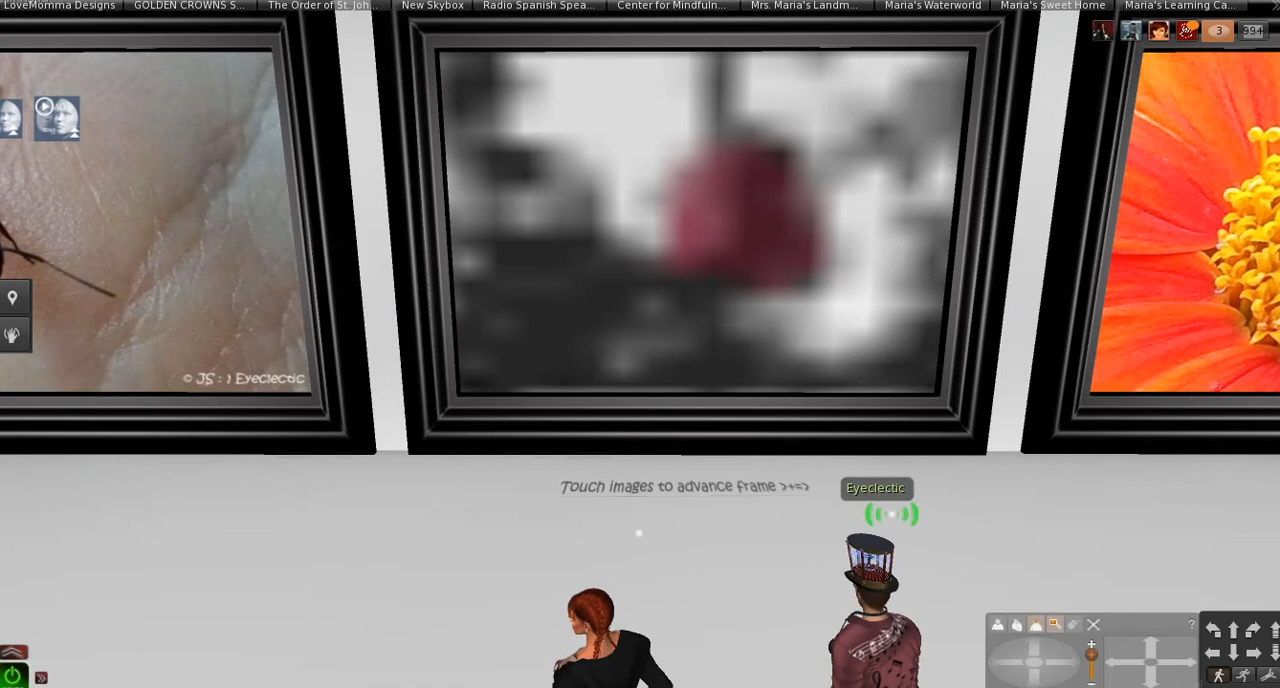 LoveMomma Designs
GOLDEN CROWNS S...
The Order of St. Joh...
New Skybox
Radio Spanish Spea...
Center for Mindfuln...
Mrs. Maria's Landm...
Maria's Waterworld
Maria's Sweet Home
Maria's Learning Ca...
3
99+
© JS : ) Eyeclectic
Touch images to advance frame >+=>
Eyeclectic
?